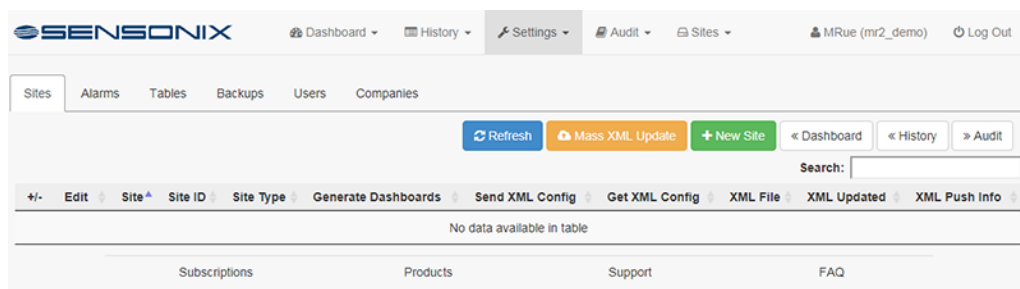 SENSONIX Dashboard History Settings Audit Sites MRue (mr2_demo) Log Out
Sites Alarms Tables Backups Users Companies
Refresh Mass XML Update + New Site « Dashboard « History » Audit
Search:
+/- Edit Site Site ID Site Type Generate Dashboards Send XML Config Get XML Config XML File XML Updated XML Push Info
No data available in table
Subscriptions Products Support FAQ